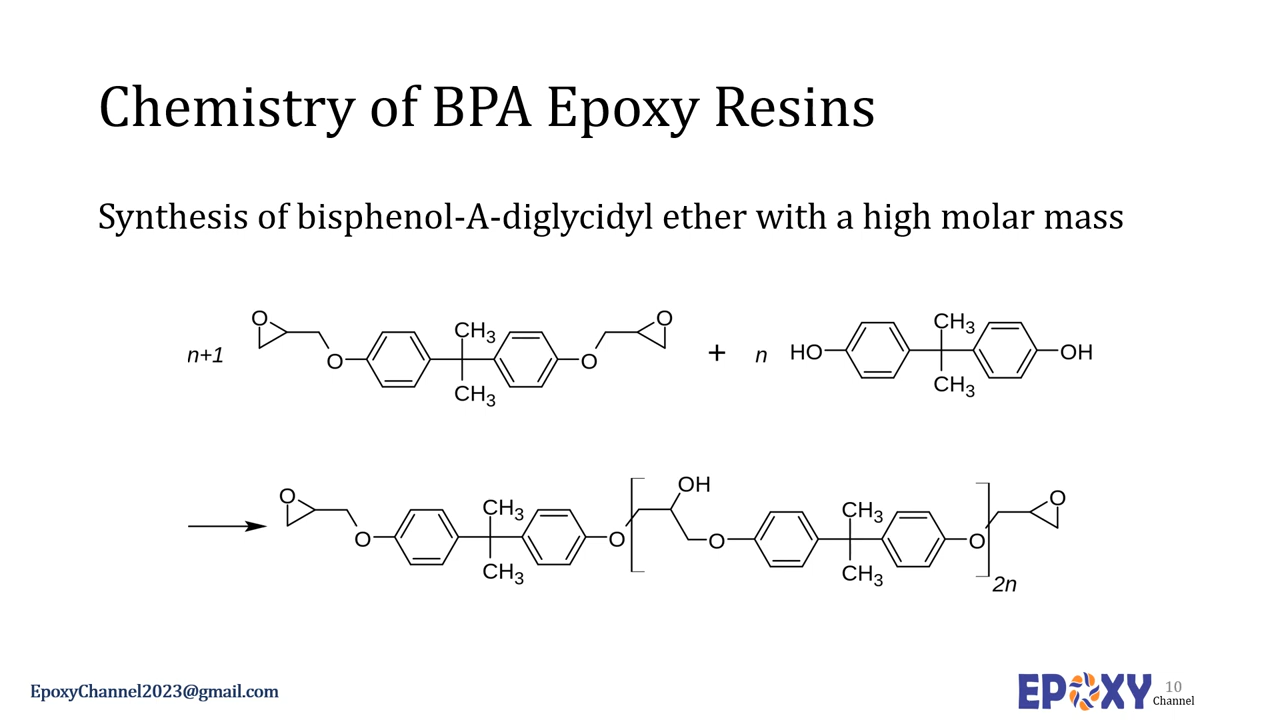 Chemistry of BPA Epoxy Resins
Synthesis of bisphenol-A-diglycidyl ether with a high molar mass
n+1 O O CH3 CH3 O O + n HO CH3 CH3 OH
O O CH3 CH3 O OH O CH3 CH3 O 2n O
EpoxyChannel2023@gmail.com
EPOXY Channel
10